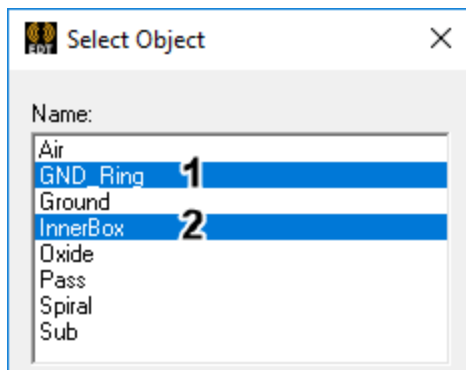 EDT Select Object
Name:
Air
GND_Ring 1
Ground
InnerBox 2
Oxide
Pass
Spiral
Sub